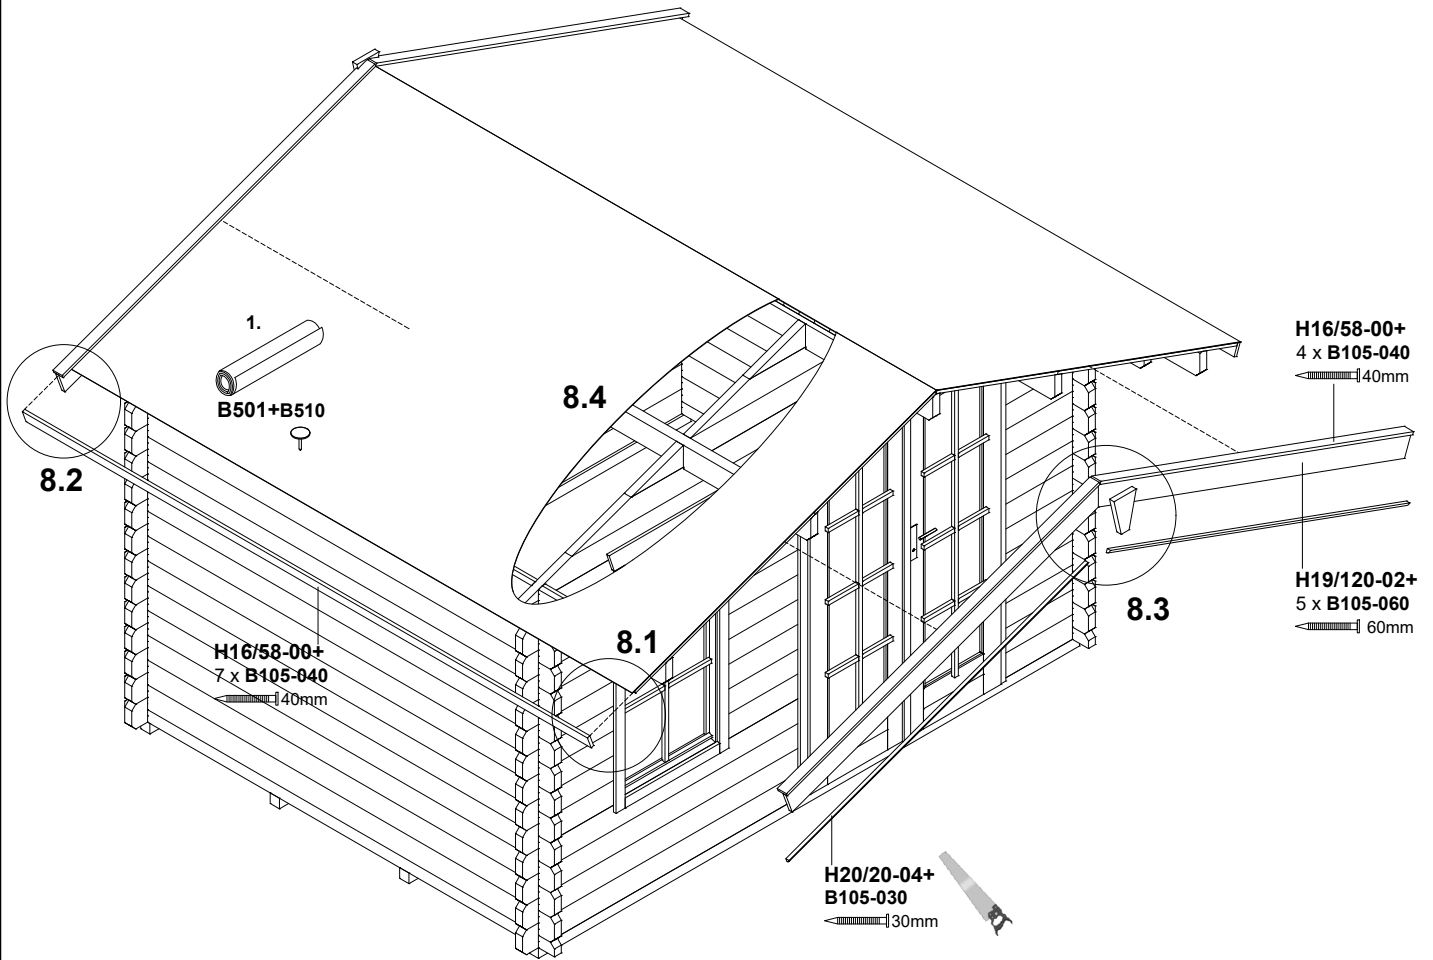 1.
B501+B510
8.4
H16/58-00+
4 x B105-040
40mm
8.2
8.3
H19/120-02+
5 x B105-060
60mm
8.1
H16/58-00+
7 x B105-040
40mm
H20/20-04+
B105-030
30mm